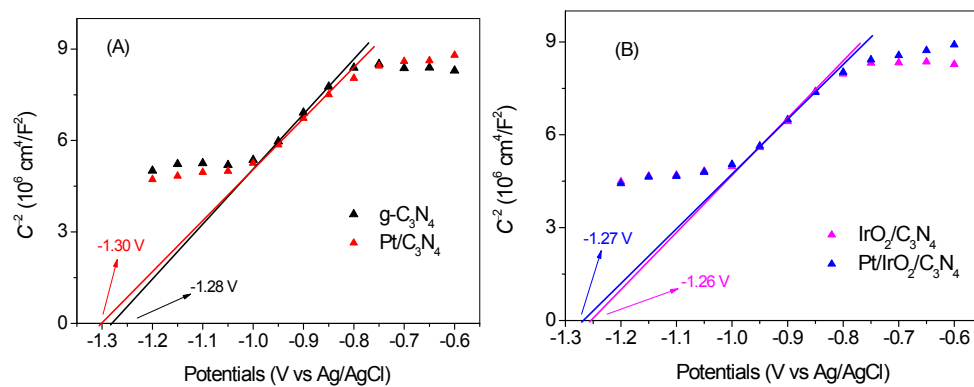 (A)
9
6
3
0
C⁻² (10⁶ cm⁴/F²)
g-C₃N₄
Pt/C₃N₄
-1.30 V
-1.28 V
-1.3 -1.2 -1.1 -1.0 -0.9 -0.8 -0.7 -0.6
Potentials (V vs Ag/AgCl)
(B)
9
6
3
0
C⁻² (10⁶ cm⁴/F²)
IrO₂/C₃N₄
Pt/IrO₂/C₃N₄
-1.27 V
-1.26 V
-1.3 -1.2 -1.1 -1.0 -0.9 -0.8 -0.7 -0.6
Potentials (V vs Ag/AgCl)